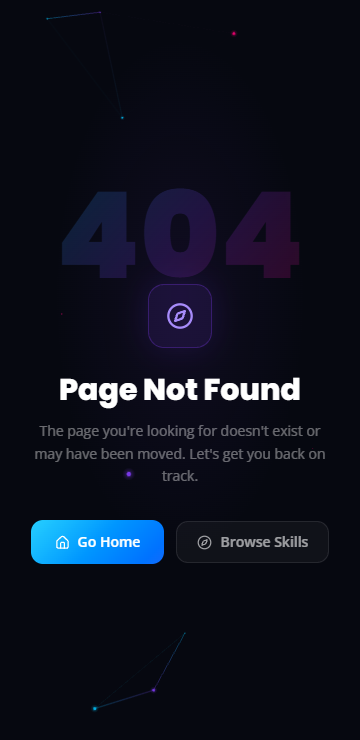 404
Page Not Found
The page you're looking for doesn't exist or
may have been moved. Let's get you back on
track.
Go Home
Browse Skills